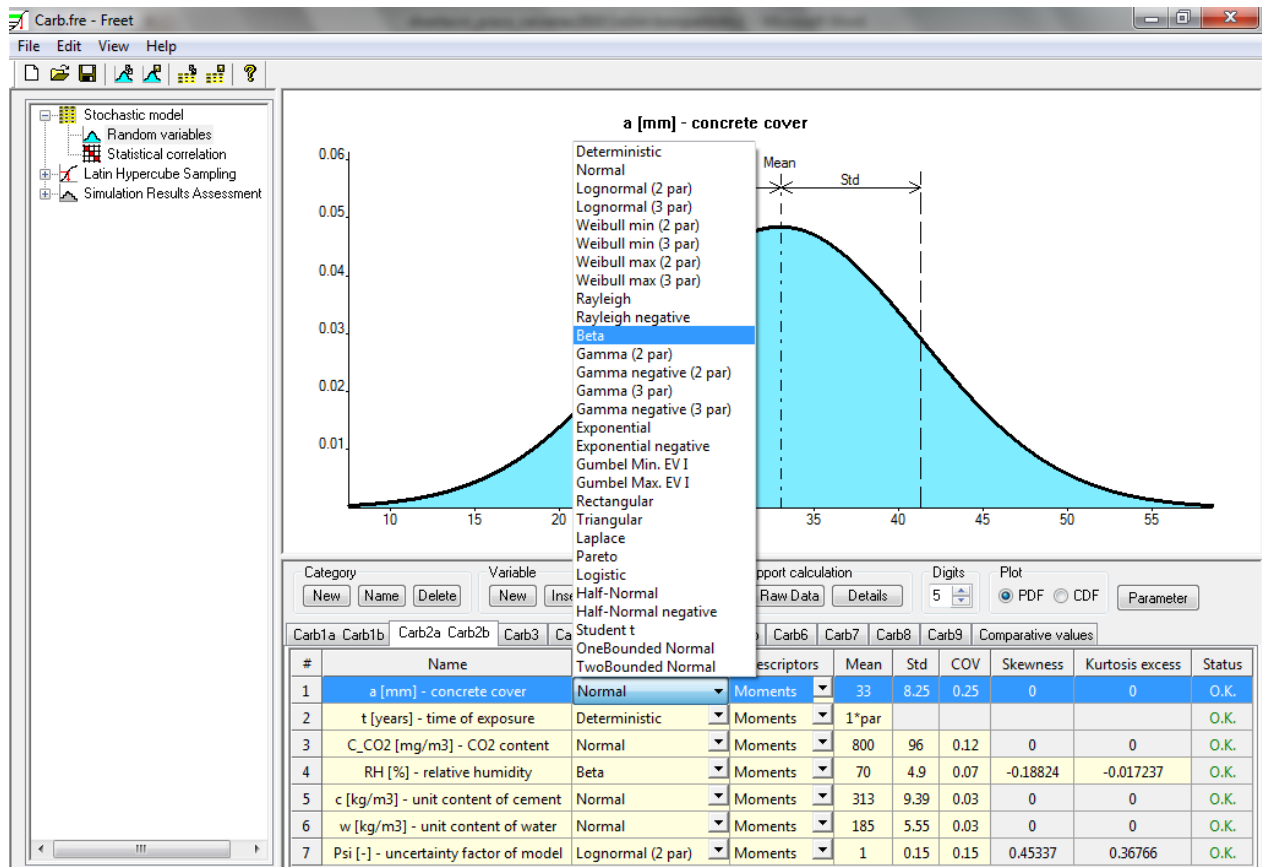 Carb.fre - Freet
File Edit View Help
Stochastic model
Random variables
Statistical correlation
Latin Hypercube Sampling
Simulation Results Assessment
a [mm] - concrete cover
0.06
0.05
0.04
0.03
0.02
0.01
Mean
Std
10 15 20 35 40 45 50 55
Deterministic
Normal
Lognormal (2 par)
Lognormal (3 par)
Weibull min (2 par)
Weibull min (3 par)
Weibull max (2 par)
Weibull max (3 par)
Rayleigh
Rayleigh negative
Beta
Gamma (2 par)
Gamma negative (2 par)
Gamma (3 par)
Gamma negative (3 par)
Exponential
Exponential negative
Gumbel Min. EV I
Gumbel Max. EV I
Rectangular
Triangular
Laplace
Pareto
Logistic
Half-Normal
Half-Normal negative
Student t
OneBounded Normal
TwoBounded Normal
Category Variable pport calculation Digits Plot
New Name Delete New Inse Raw Data Details 5 PDF CDF Parameter
Carb1a Carb1b Carb2a Carb2b Carb3 Ca Carb6 Carb7 Carb8 Carb9 Comparative values
# Name escriptors Mean Std COV Skewness Kurtosis excess Status
1 a [mm] - concrete cover Normal Moments 33 8.25 0.25 0 0 O.K.
2 t [years] - time of exposure Deterministic Moments 1*par O.K.
3 C_CO2 [mg/m3] - CO2 content Normal Moments 800 96 0.12 0 0 O.K.
4 RH [%] - relative humidity Beta Moments 70 4.9 0.07 -0.18824 -0.017237 O.K.
5 c [kg/m3] - unit content of cement Normal Moments 313 9.39 0.03 0 0 O.K.
6 w [kg/m3] - unit content of water Normal Moments 185 5.55 0.03 0 0 O.K.
7 Psi [-] - uncertainty factor of model Lognormal (2 par) Moments 1 0.15 0.15 0.45337 0.36766 O.K.